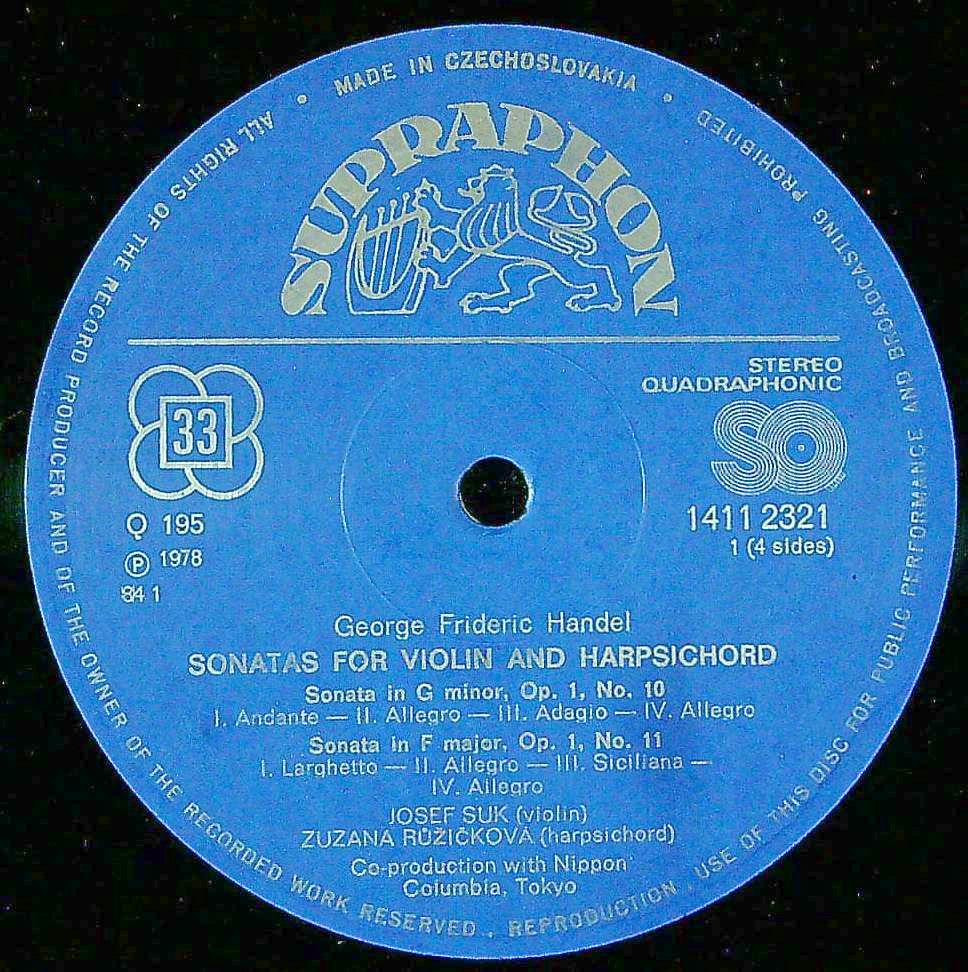 ALL RIGHTS OF THE RECORD PRODUCER AND OF THE OWNER OF THE RECORDED WORK RESERVED . REPRODUCTION, USE OF THIS DISC FOR PUBLIC PERFORMANCE AND BROADCASTING PROHIBITED
• MADE IN CZECHOSLOVAKIA •
SUPRAPHON
33
STEREO
QUADRAPHONIC
SQ
Q 195
1411 2321
Ⓟ 1978
1 (4 sides)
84 1
George Frideric Handel
SONATAS FOR VIOLIN AND HARPSICHORD
Sonata in G minor, Op. 1, No. 10
I. Andante — II. Allegro — III. Adagio — IV. Allegro
Sonata in F major, Op. 1, No. 11
I. Larghetto — II. Allegro — III. Siciliana —
IV. Allegro
JOSEF SUK (violin)
ZUZANA RŮŽIČKOVÁ (harpsichord)
Co-production with Nippon
Columbia, Tokyo